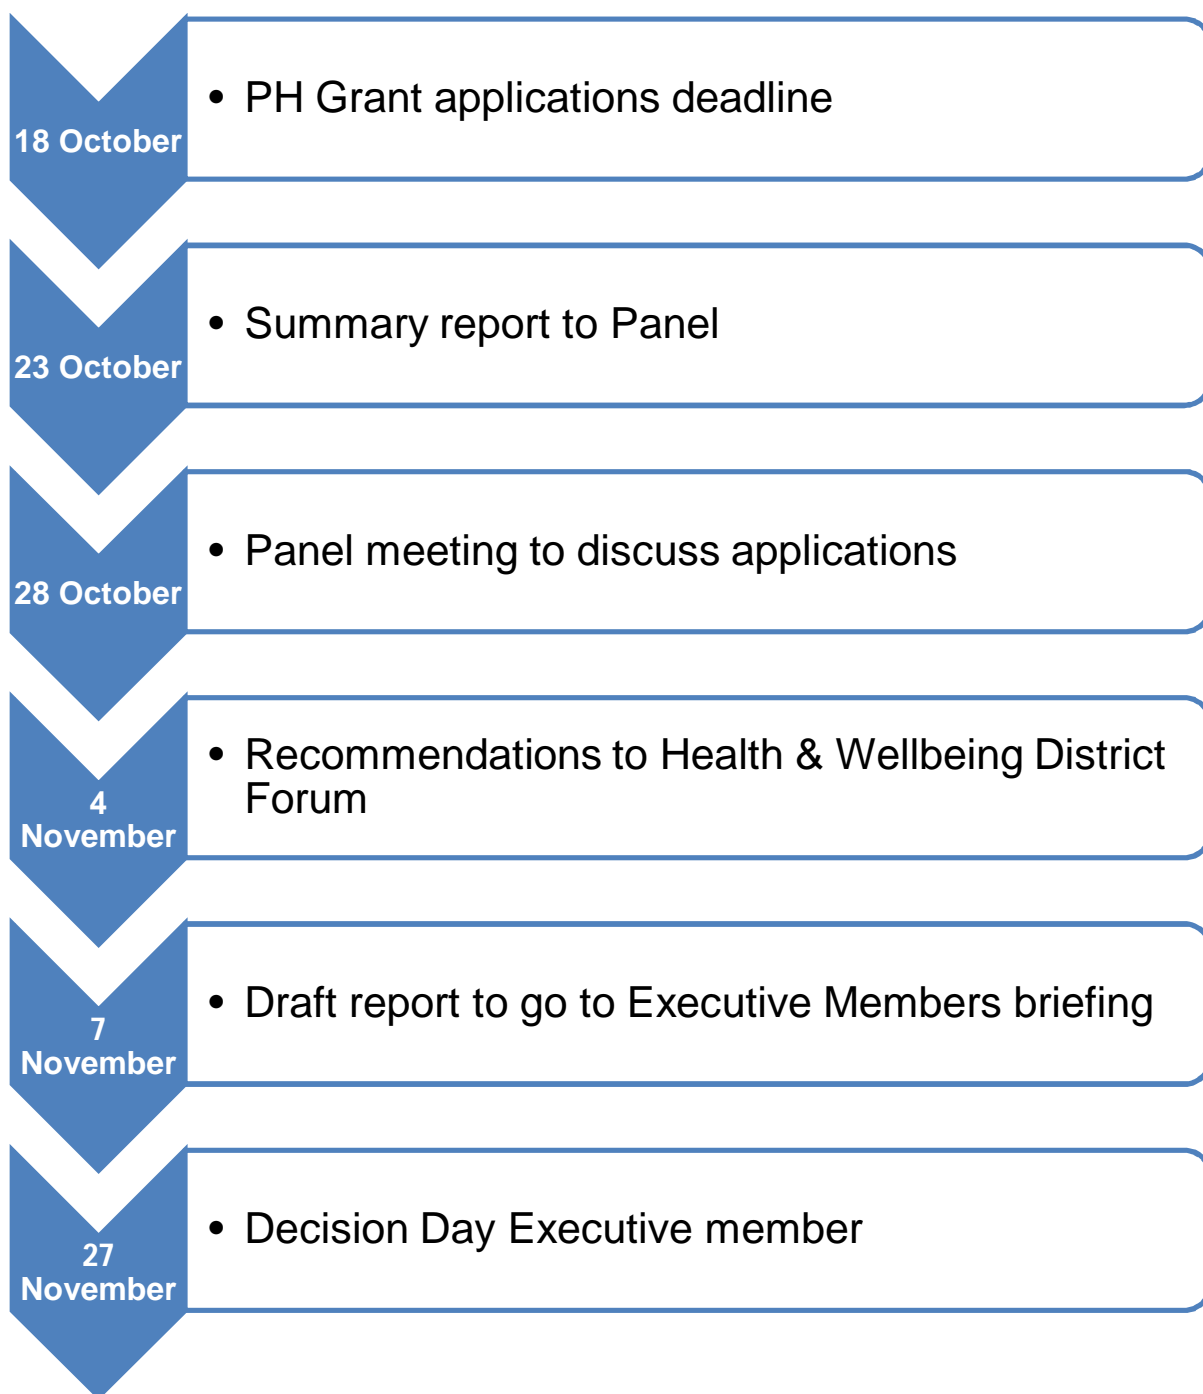 18 October
• PH Grant applications deadline
23 October
• Summary report to Panel
28 October
• Panel meeting to discuss applications
4
November
• Recommendations to Health & Wellbeing District
Forum
7
November
• Draft report to go to Executive Members briefing
27
November
• Decision Day Executive member